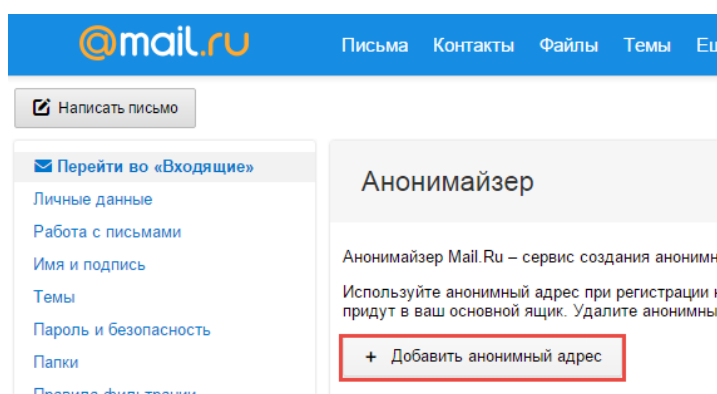 @mail.ru
Письма Контакты Файлы Темы
Написать письмо
Перейти во «Входящие»
Личные данные
Работа с письмами
Имя и подпись
Темы
Пароль и безопасность
Папки
Правила фильтрации
Анонимайзер
Анонимайзер Mail.Ru – сервис создания
Используйте анонимный адрес при регистрации
придут в ваш основной ящик. Удалите
+ Добавить анонимный адрес